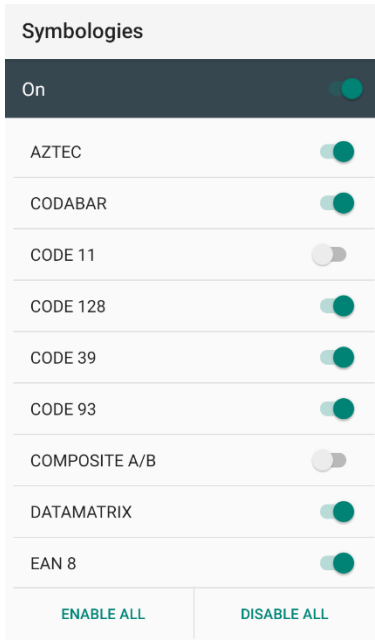 Symbologies
On
AZTEC
CODABAR
CODE 11
CODE 128
CODE 39
CODE 93
COMPOSITE A/B
DATAMATRIX
EAN 8
ENABLE ALL DISABLE ALL